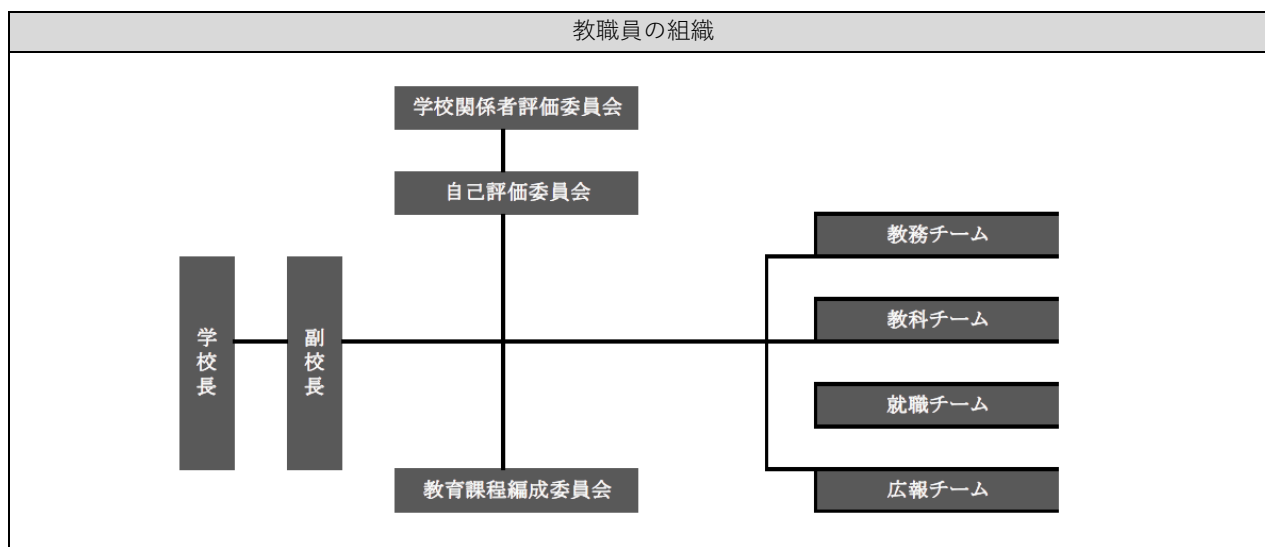 教職員の組織
学校関係者評価委員会
自己評価委員会
教務チーム
教科チーム
学校長
副校長
就職チーム
教育課程編成委員会
広報チーム